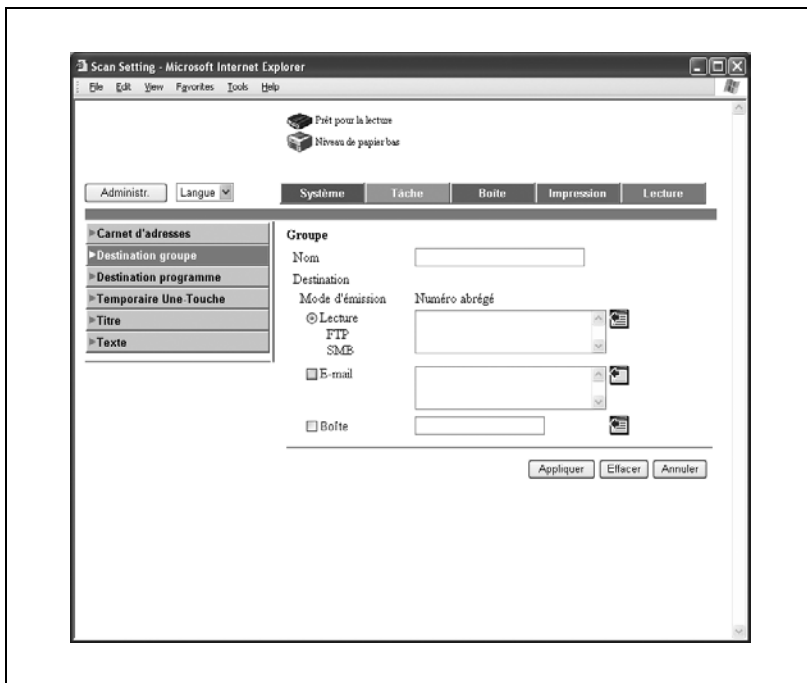 Scan Setting - Microsoft Internet Explorer
File Edit View Favorites Tools Help
Prêt pour la lecture
Niveau de papier bas
Administr. Langue Système Tâche Boîte Impression Lecture
Carnet d'adresses
Destination groupe
Destination programme
Temporaire Une-Touche
Titre
Texte
Groupe
Nom
Destination
Mode d'émission Numéro abrégé
Lecture
FTP
SMB
E-mail
Boîte
Appliquer Effacer Annuler